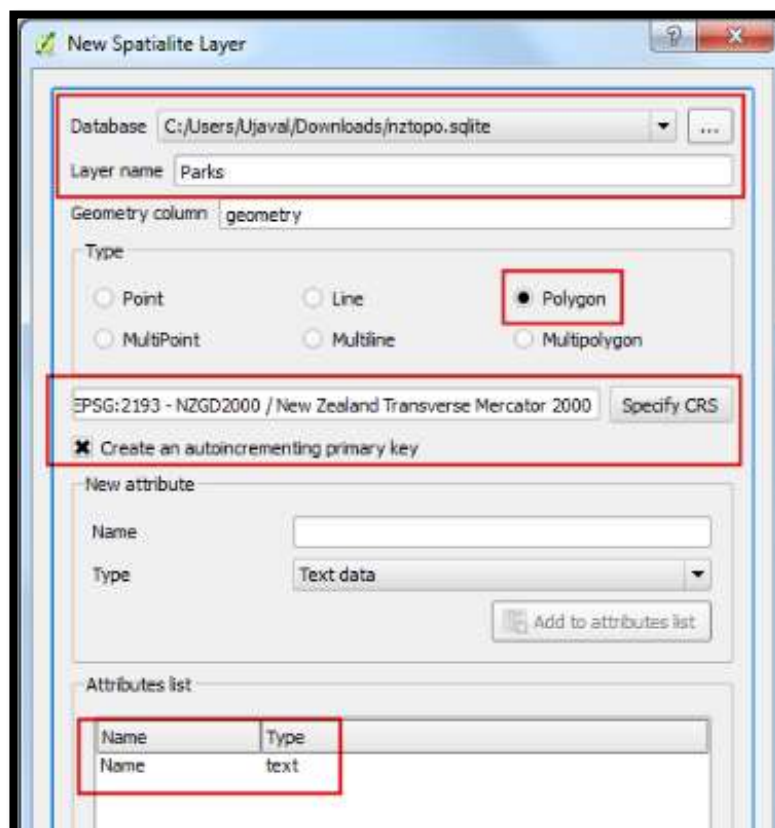 New Spatialite Layer
Database C:/Users/Ujaval/Downloads/nztopo.sqlite ...
Layer name Parks
Geometry column geometry
Type
Point Line Polygon
MultiPoint Multiline Multipolygon
EPSG:2193 - NZGD2000 / New Zealand Transverse Mercator 2000 Specify CRS
Create an autoincrementing primary key
New attribute
Name
Type Text data
Add to attributes list
Attributes list
Name Type
Name text